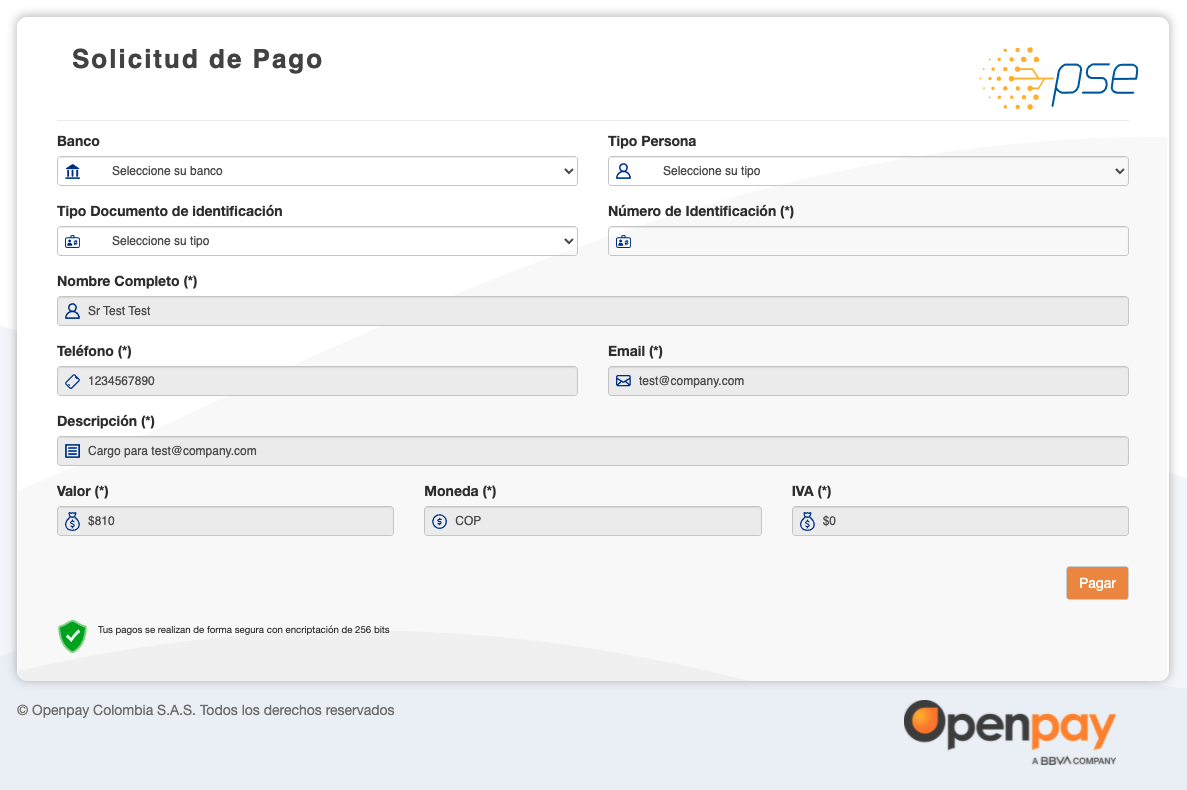 Solicitud de Pago
pse
Banco
Tipo Persona
Seleccione su banco
Seleccione su tipo
Tipo Documento de identificación
Número de Identificación (*)
Seleccione su tipo
Nombre Completo (*)
Sr Test Test
Teléfono (*)
Email (*)
1234567890
test@company.com
Descripción (*)
Cargo para test@company.com
Valor (*)
Moneda (*)
IVA (*)
$810
COP
$0
Pagar
Tus pagos se realizan de forma segura con encriptación de 256 bits
© Openpay Colombia S.A.S. Todos los derechos reservados
Openpay
A BBVA COMPANY